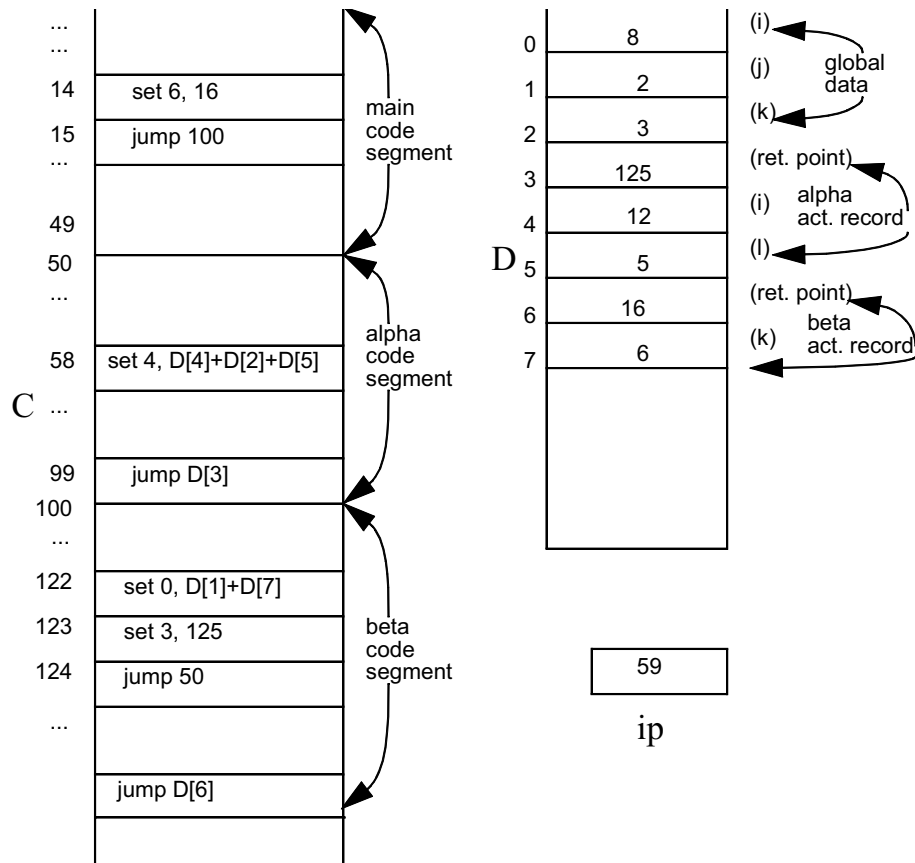 ...
...
14 set 6, 16
15 jump 100
...
49
50
...
58 set 4, D[4]+D[2]+D[5]
C ...
99 jump D[3]
100
...
122 set 0, D[1]+D[7]
123 set 3, 125
124 jump 50
...
jump D[6]
main
code
segment
alpha
code
segment
beta
code
segment
0 8 (i)
1 2 (j)
2 3 (k)
global
data
3 125 (ret. point)
4 12 (i)
5 5 (l)
alpha
act. record
D
6 16 (ret. point)
7 6 (k)
beta
act. record
59
ip